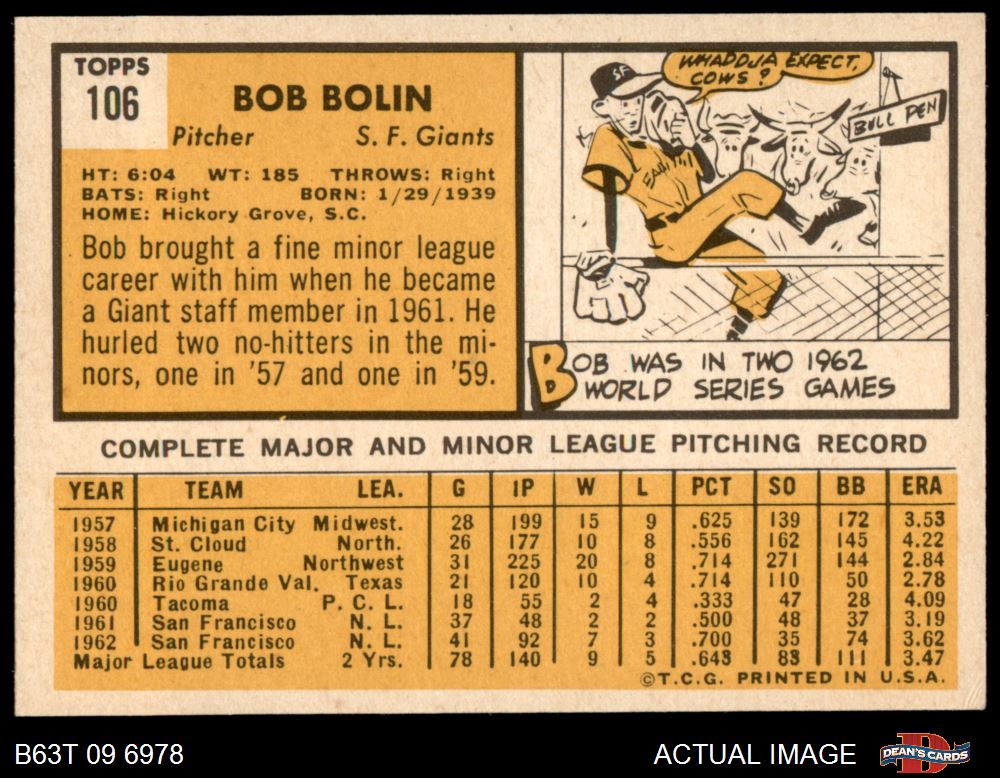 TOPPS
106
BOB BOLIN
Pitcher S. F. Giants
HT: 6:04 WT: 185 THROWS: Right
BATS: Right BORN: 1/29/1939
HOME: Hickory Grove, S.C.
Bob brought a fine minor league
career with him when he became
a Giant staff member in 1961. He
hurled two no-hitters in the mi-
nors, one in '57 and one in '59.
WHADDJA EXPECT,
COWS?
SF
BULL PEN
BOB WAS IN TWO 1962
WORLD SERIES GAMES
COMPLETE MAJOR AND MINOR LEAGUE PITCHING RECORD
YEAR TEAM LEA. G IP W L PCT SO BB ERA
1957 Michigan City Midwest. 28 199 15 9 .625 139 172 3.53
1958 St. Cloud North. 26 177 10 8 .556 162 145 4.22
1959 Eugene Northwest 31 225 20 8 .714 271 144 2.84
1960 Rio Grande Val. Texas 21 120 10 4 .714 110 50 2.78
1960 Tacoma P. C. L. 18 55 2 4 .333 47 28 4.09
1961 San Francisco N. L. 37 48 2 2 .500 48 37 3.19
1962 San Francisco N. L. 41 92 7 3 .700 35 74 3.62
Major League Totals 2 Yrs. 78 140 9 5 .643 83 111 3.47
©T.C.G. PRINTED IN U.S.A.
B63T 09 6978 ACTUAL IMAGE
DEAN'S CARDS